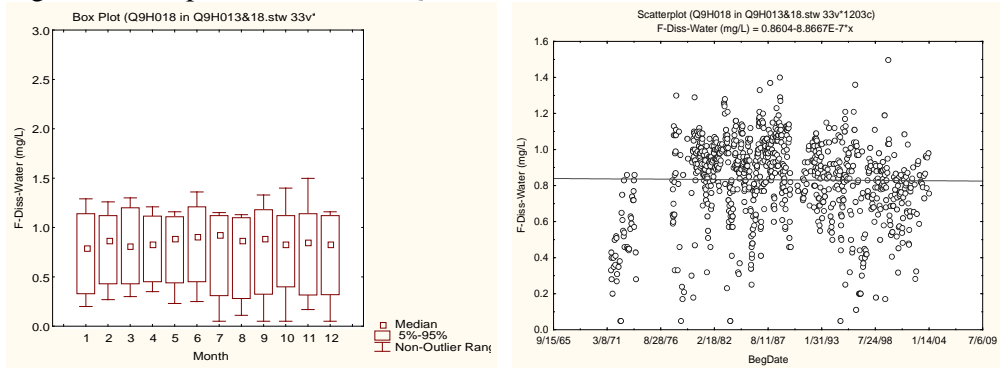 Box Plot (Q9H018 in Q9H013&18.stw 33v*
F-Diss-Water (mg/L)
3.0
2.5
2.0
1.5
1.0
0.5
0.0
1 2 3 4 5 6 7 8 9 10 11 12
Month
Median
5%-95%
Non-Outlier Rang
Scatterplot (Q9H018 in Q9H013&18.stw 33v*1203c)
F-Diss-Water (mg/L) = 0.8604-8.8667E-7*x
F-Diss-Water (mg/L)
1.6
1.4
1.2
1.0
0.8
0.6
0.4
0.2
0.0
9/15/65 3/8/71 8/28/76 2/18/82 8/11/87 1/31/93 7/24/98 1/14/04 7/6/09
BegDate